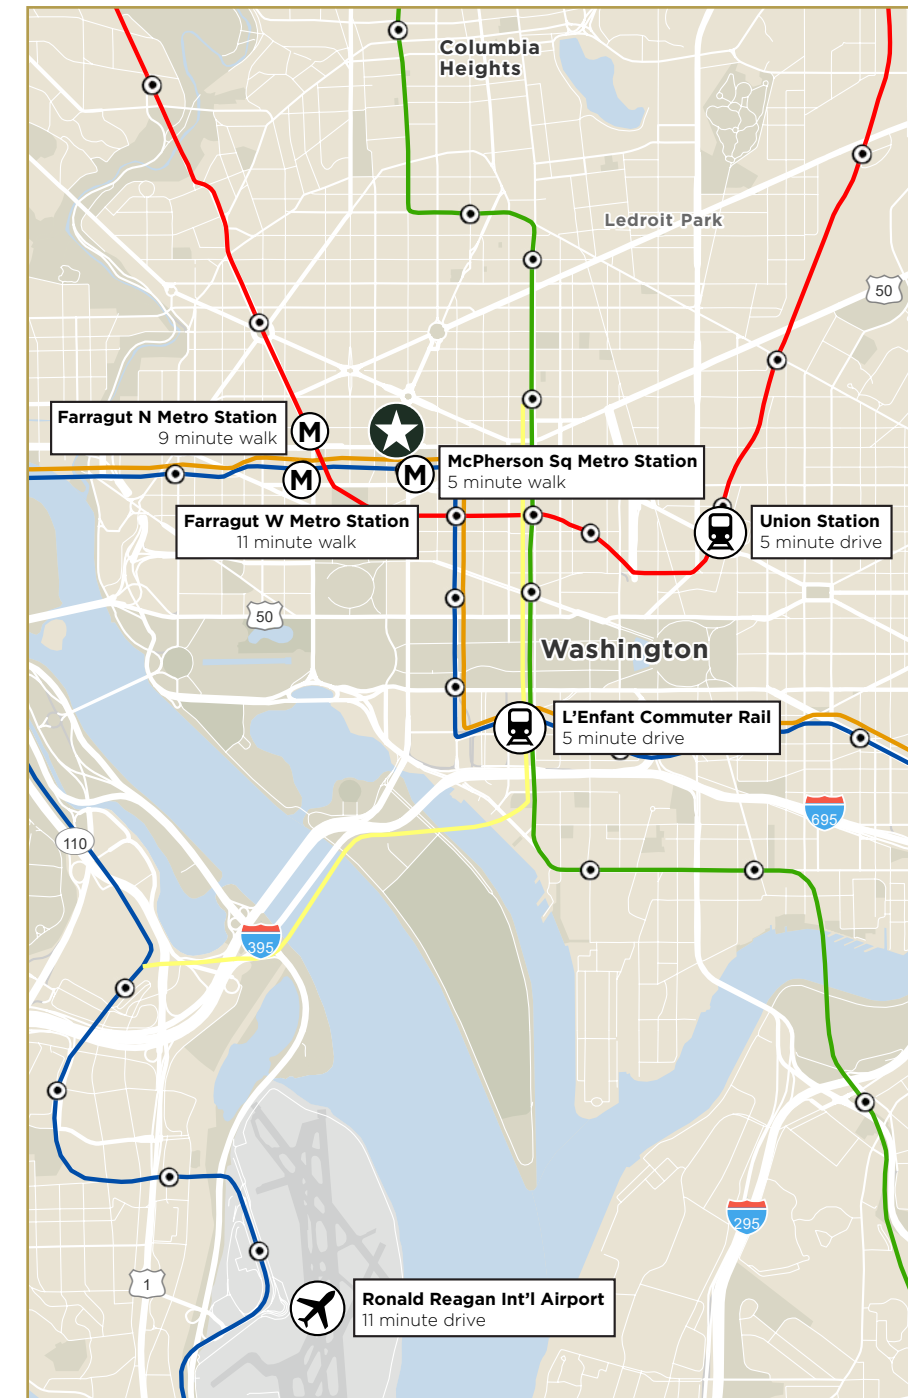 Columbia
Heights
Ledroit Park
50
Farragut N Metro Station
9 minute walk
M
M
M
McPherson Sq Metro Station
5 minute walk
Farragut W Metro Station
11 minute walk
Union Station
5 minute drive
50
Washington
L’Enfant Commuter Rail
5 minute drive
695
110
395
295
1
Ronald Reagan Int’l Airport
11 minute drive